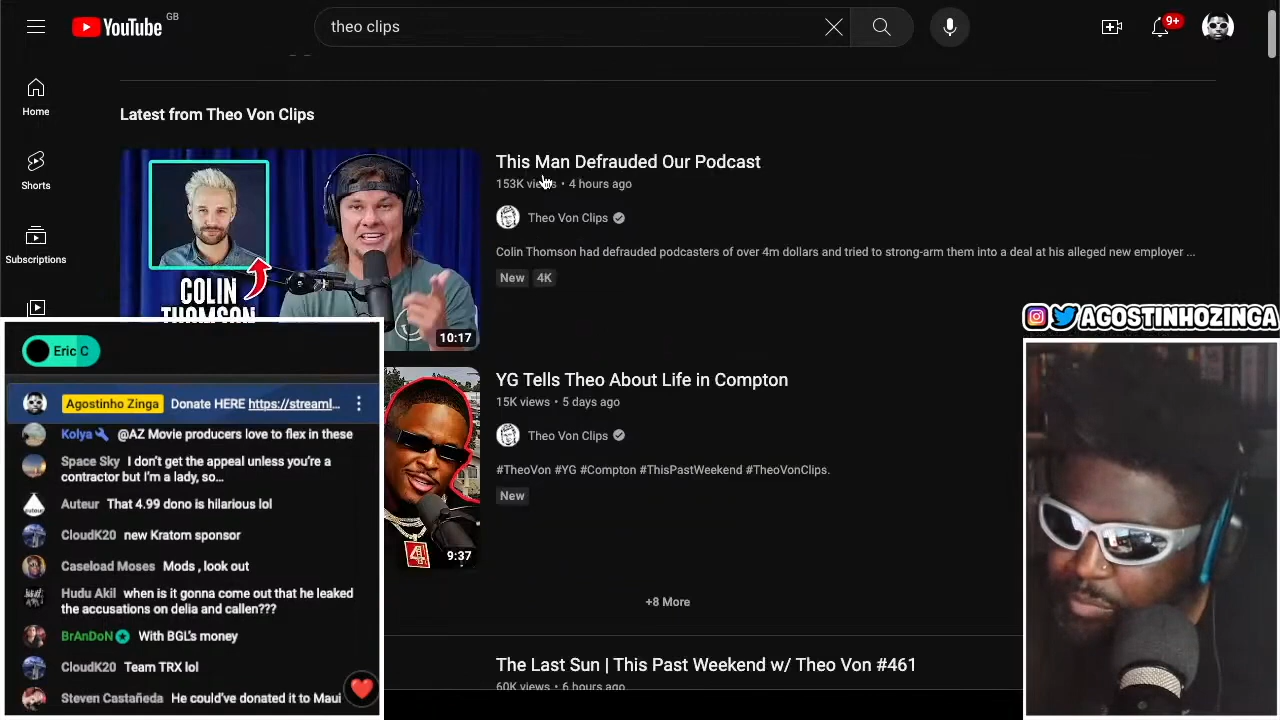 YouTube GB
theo clips
9+
Home
Shorts
Subscriptions
Latest from Theo Von Clips
COLIN
THOMSON
10:17
This Man Defrauded Our Podcast
153K views • 4 hours ago
Theo Von Clips
Colin Thomson had defrauded podcasters of over 4m dollars and tried to strong-arm them into a deal at his alleged new employer ...
New 4K
9:37
YG Tells Theo About Life in Compton
15K views • 5 days ago
Theo Von Clips
#TheoVon #YG #Compton #ThisPastWeekend #TheoVonClips.
New
+8 More
The Last Sun | This Past Weekend w/ Theo Von #461
60K views • 6 hours ago
Eric C
Agostinho Zinga Donate HERE https://streaml...
Kolya @AZ Movie producers love to flex in these
Space Sky I don't get the appeal unless you're a
contractor but I'm a lady, so...
Auteur That 4.99 dono is hilarious lol
CloudK20 new Kratom sponsor
Caseload Moses Mods , look out
Hudu Akil when is it gonna come out that he leaked
the accusations on delia and callen???
BrAnDoN With BGL's money
CloudK20 Team TRX lol
Steven Castañeda He could've donated it to Maui
AGOSTINHOZINGA